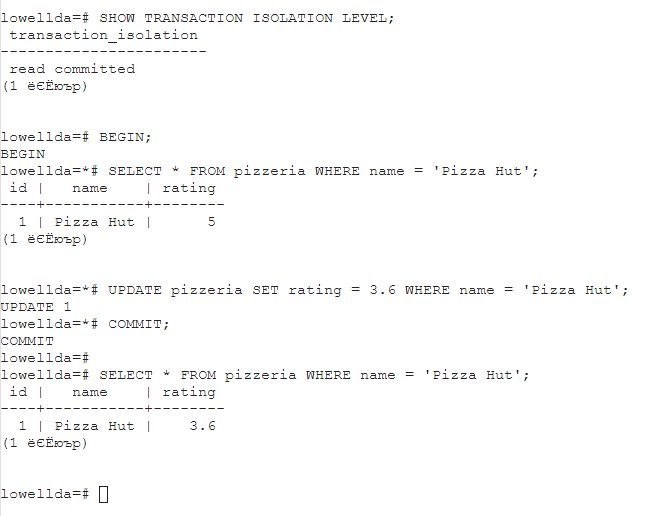 lowellda=# SHOW TRANSACTION ISOLATION LEVEL;
 transaction_isolation
-----------------------
 read committed
(1 ёЄЁюър)
lowellda=# BEGIN;
BEGIN
lowellda=*# SELECT * FROM pizzeria WHERE name = 'Pizza Hut';
 id |   name    | rating
----+-----------+--------
  1 | Pizza Hut |      5
(1 ёЄЁюър)
lowellda=*# UPDATE pizzeria SET rating = 3.6 WHERE name = 'Pizza Hut';
UPDATE 1
lowellda=*# COMMIT;
COMMIT
lowellda=#
lowellda=# SELECT * FROM pizzeria WHERE name = 'Pizza Hut';
 id |   name    | rating
----+-----------+--------
  1 | Pizza Hut |    3.6
(1 ёЄЁюър)
lowellda=#